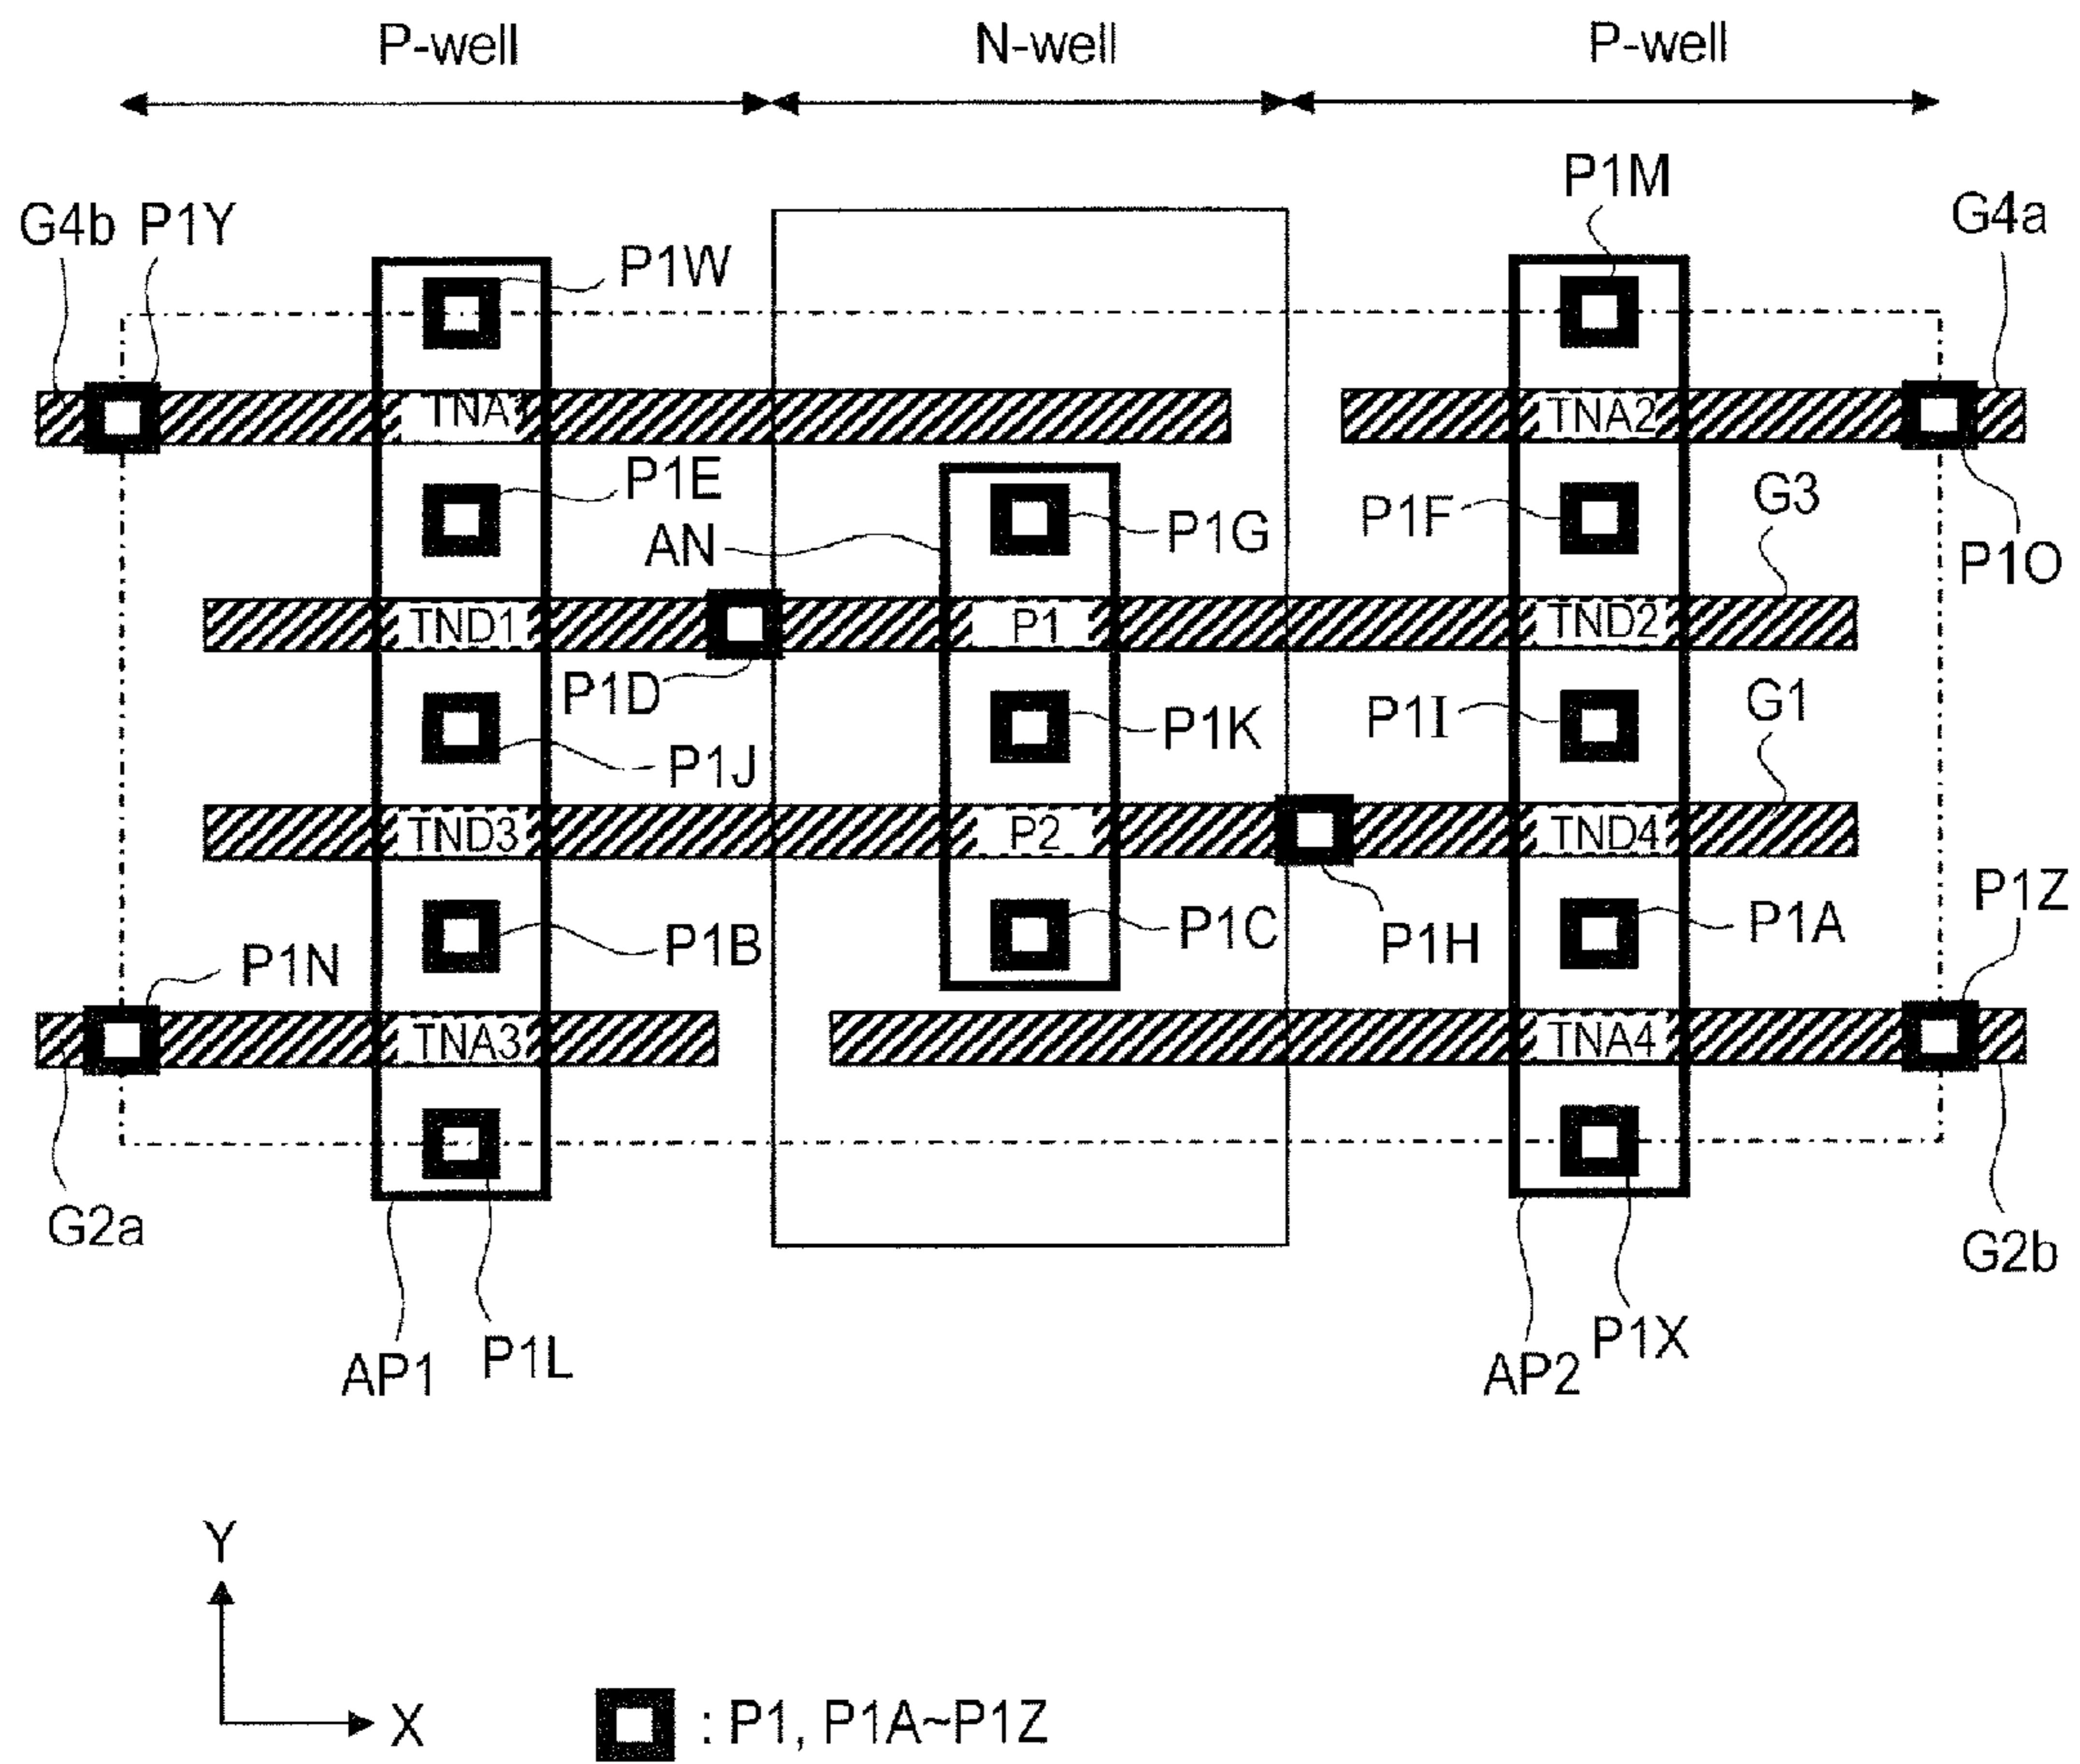 P-well N-well P-well
P1M
G4b P1Y G4a
P1W
TNA TNA2
P1E G3
P1F
AN P1G P1O
TND1 P1 TND2
P1D G1
P1K P1I
P1J
TND3 P2 TND4
P1Z
P1B P1C P1H P1A
P1N
TNA3 TNA4
G2a G2b
P1L P1X
AP1 AP2
Y
X : P1, P1A~P1Z